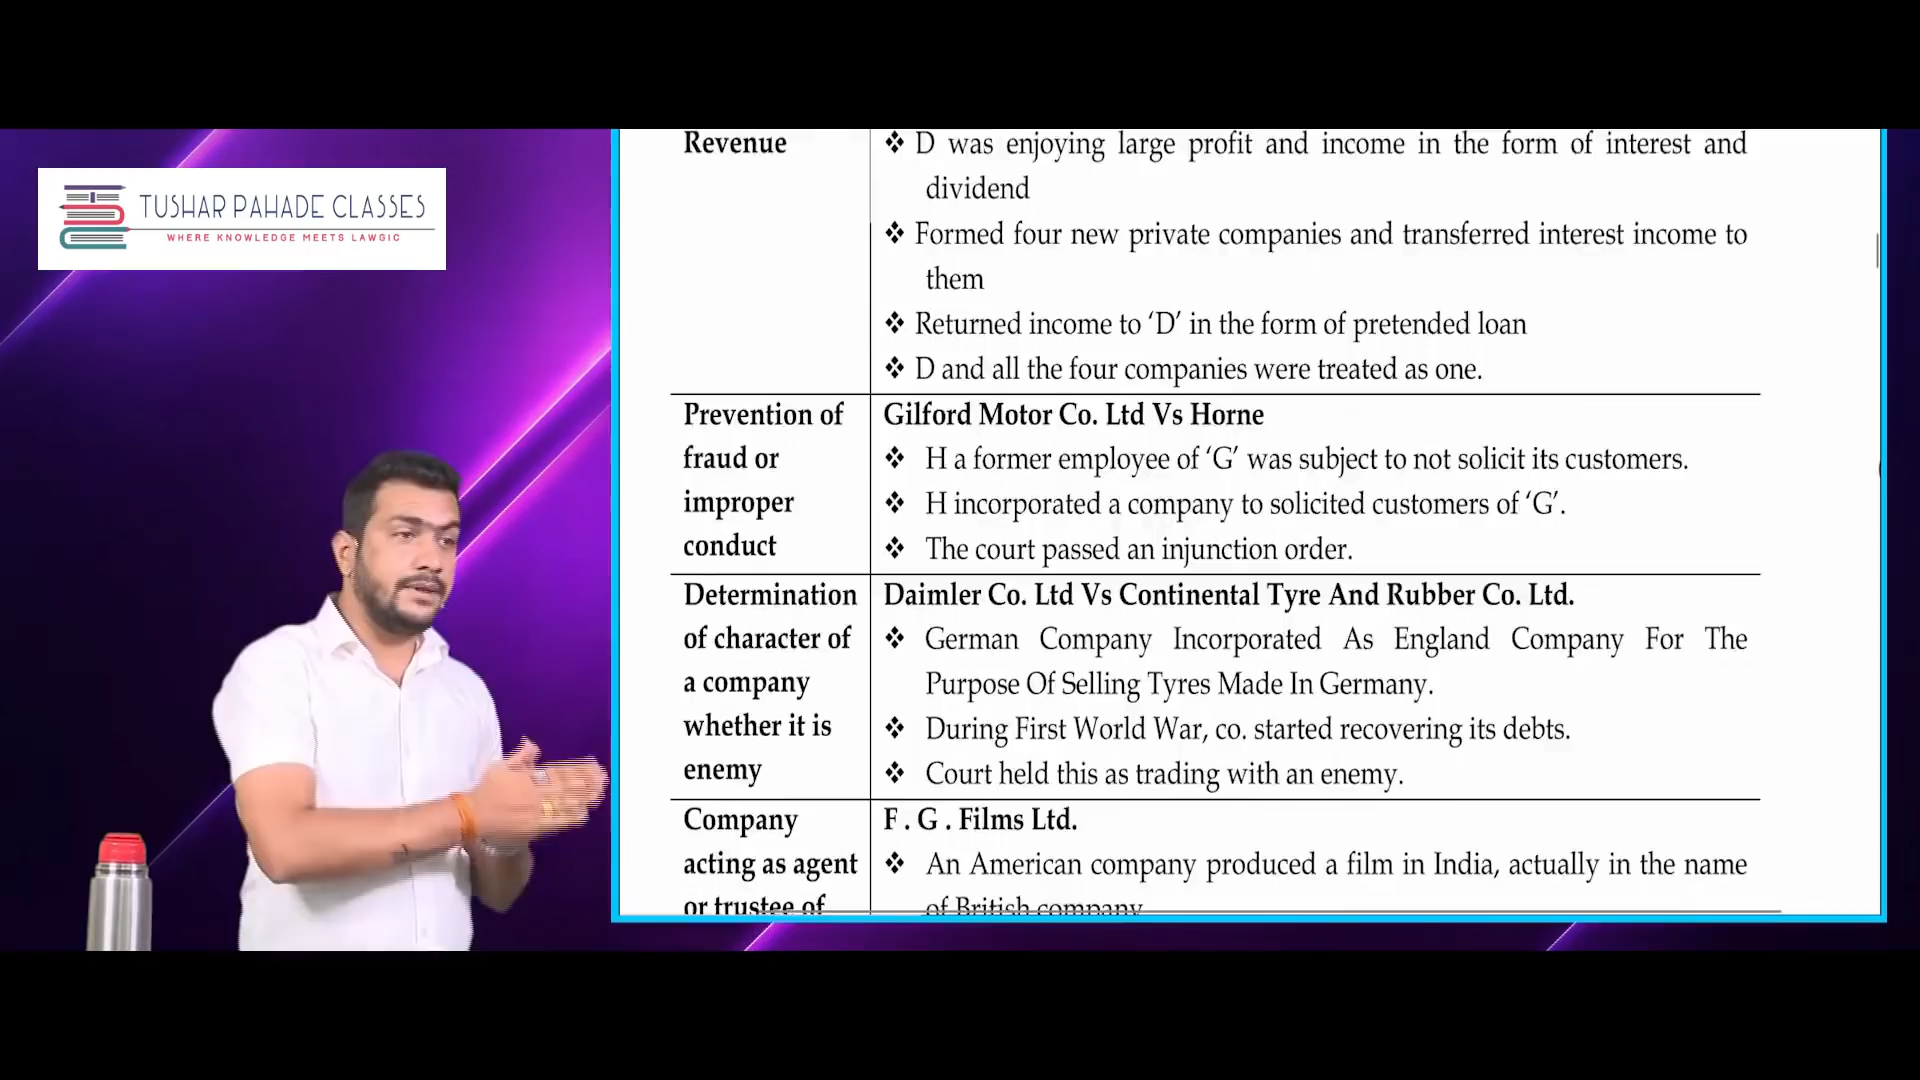 TUSHAR PAHADE CLASSES
WHERE KNOWLEDGE MEETS LAWGIC
Revenue
❖ D was enjoying large profit and income in the form of interest and
dividend
❖ Formed four new private companies and transferred interest income to
them
❖ Returned income to ‘D’ in the form of pretended loan
❖ D and all the four companies were treated as one.
Prevention of
fraud or
improper
conduct
Gilford Motor Co. Ltd Vs Horne
❖ H a former employee of ‘G’ was subject to not solicit its customers.
❖ H incorporated a company to solicited customers of ‘G’.
❖ The court passed an injunction order.
Determination
of character of
a company
whether it is
enemy
Daimler Co. Ltd Vs Continental Tyre And Rubber Co. Ltd.
❖ German Company Incorporated As England Company For The
Purpose Of Selling Tyres Made In Germany.
❖ During First World War, co. started recovering its debts.
❖ Court held this as trading with an enemy.
Company
acting as agent
or trustee of
F . G . Films Ltd.
❖ An American company produced a film in India, actually in the name
of British company